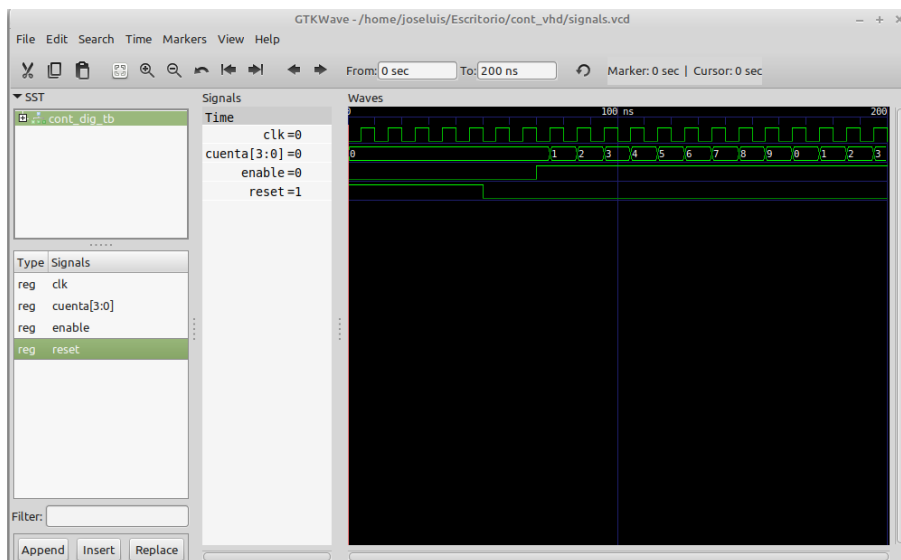 GTKWave - /home/joseluis/Escritorio/cont_vhd/signals.vcd
File Edit Search Time Markers View Help
From: 0 sec To: 200 ns Marker: 0 sec | Cursor: 0 sec
SST
cont_dig_tb
Type Signals
reg clk
reg cuenta[3:0]
reg enable
reg reset
Filter:
Append Insert Replace
Signals
Time
clk=0
cuenta[3:0]=0
enable=0
reset=1
Waves
0 100 ns 200
0 1 2 3 4 5 6 7 8 9 0 1 2 3